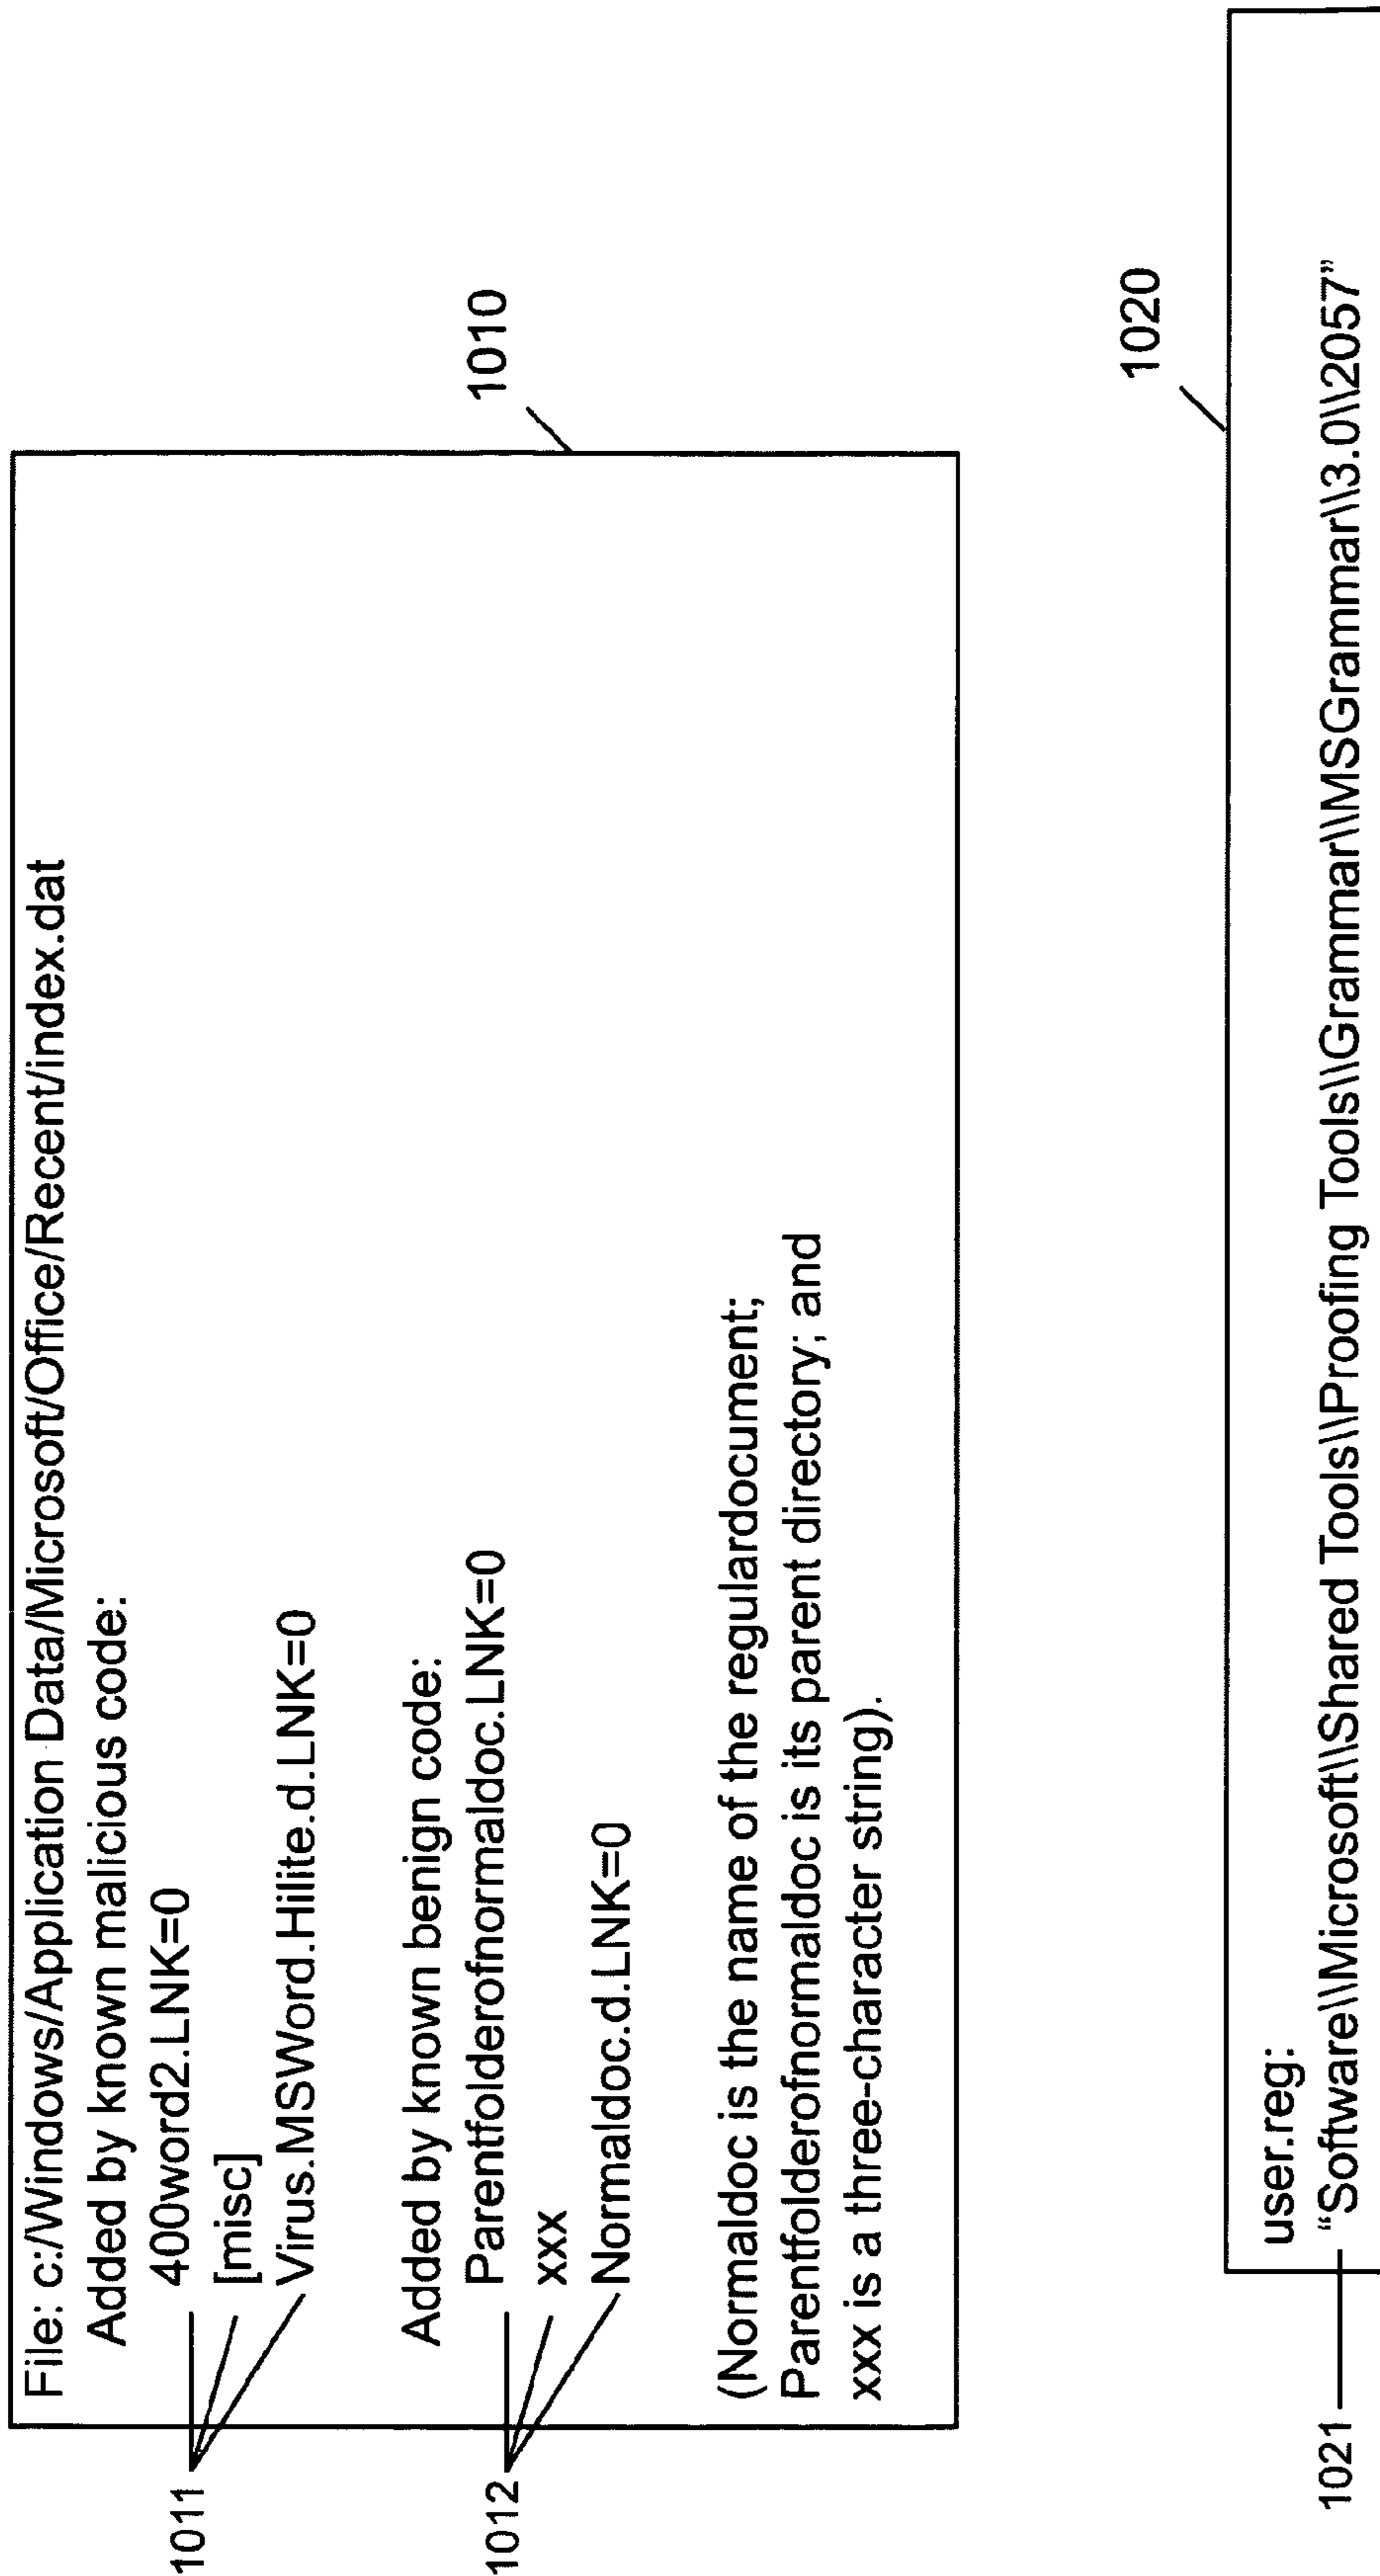 File: c:/Windows/Application Data/Microsoft/Office/Recent/index.dat
Added by known malicious code:
400word2.LNK=0
[misc]
Virus.MSWord.Hilite.d.LNK=0
1011
Added by known benign code:
Parentfolderofnormaldoc.LNK=0
xxx
Normaldoc.d.LNK=0
1012
1010
(Normaldoc is the name of the regulardocument;
Parentfolderofnormaldoc is its parent directory; and
xxx is a three-character string).
1020
user.reg:
1021
“Software\\Microsoft\\Shared Tools\\Proofing Tools\\Grammar\\MSGrammar\\3.0\\2057”